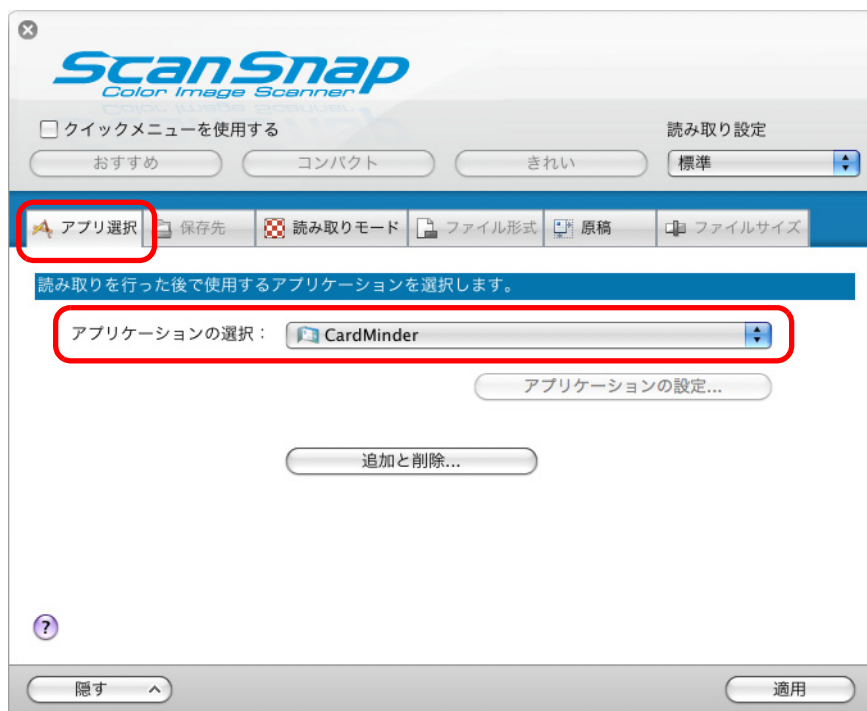 ScanSnap
Color Image Scanner
クイックメニューを使用する
読み取り設定
おすすめ
コンパクト
きれい
標準
アプリ選択
保存先
読み取りモード
ファイル形式
原稿
ファイルサイズ
読み取りを行った後で使用するアプリケーションを選択します。
アプリケーションの選択：
CardMinder
アプリケーションの設定...
追加と削除...
?
隠す
適用